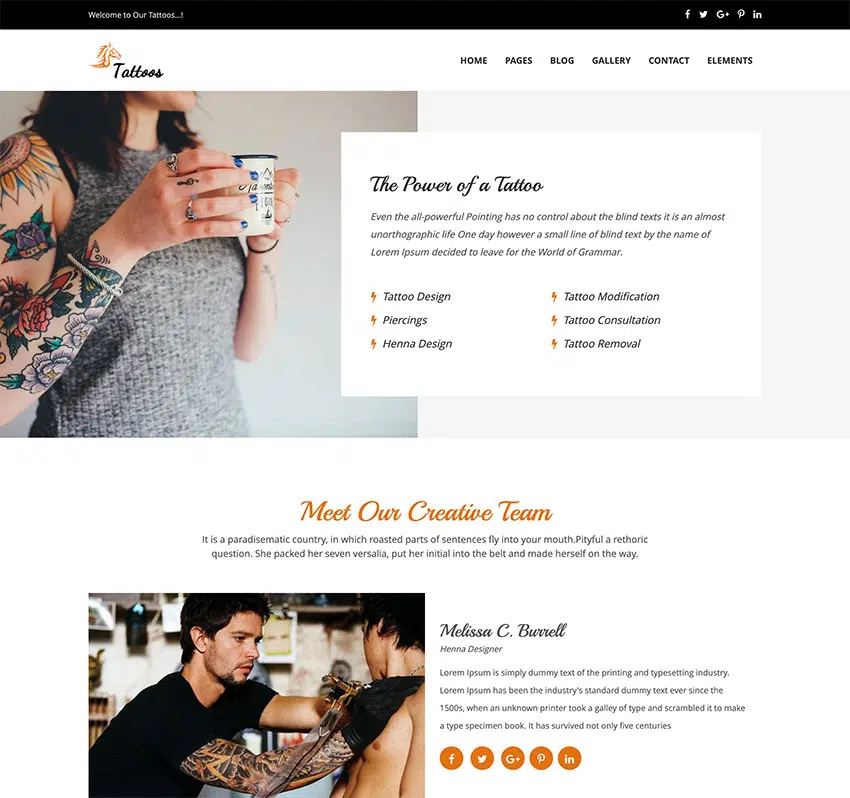 Welcome to Our Tattoos...!
Tattoos
HOME PAGES BLOG GALLERY CONTACT ELEMENTS
The Power of a Tattoo
Even the all-powerful Pointing has no control about the blind texts it is an almost
unorthographic life One day however a small line of blind text by the name of
Lorem Ipsum decided to leave for the World of Grammar.
Tattoo Design
Tattoo Modification
Piercings
Tattoo Consultation
Henna Design
Tattoo Removal
Meet Our Creative Team
It is a paradisematic country, in which roasted parts of sentences fly into your mouth.Pityful a rethoric
question. She packed her seven versalia, put her initial into the belt and made herself on the way.
Melissa C. Burrell
Henna Designer
Lorem Ipsum is simply dummy text of the printing and typesetting industry.
Lorem Ipsum has been the industry's standard dummy text ever since the
1500s, when an unknown printer took a galley of type and scrambled it to make
a type specimen book. It has survived not only five centuries